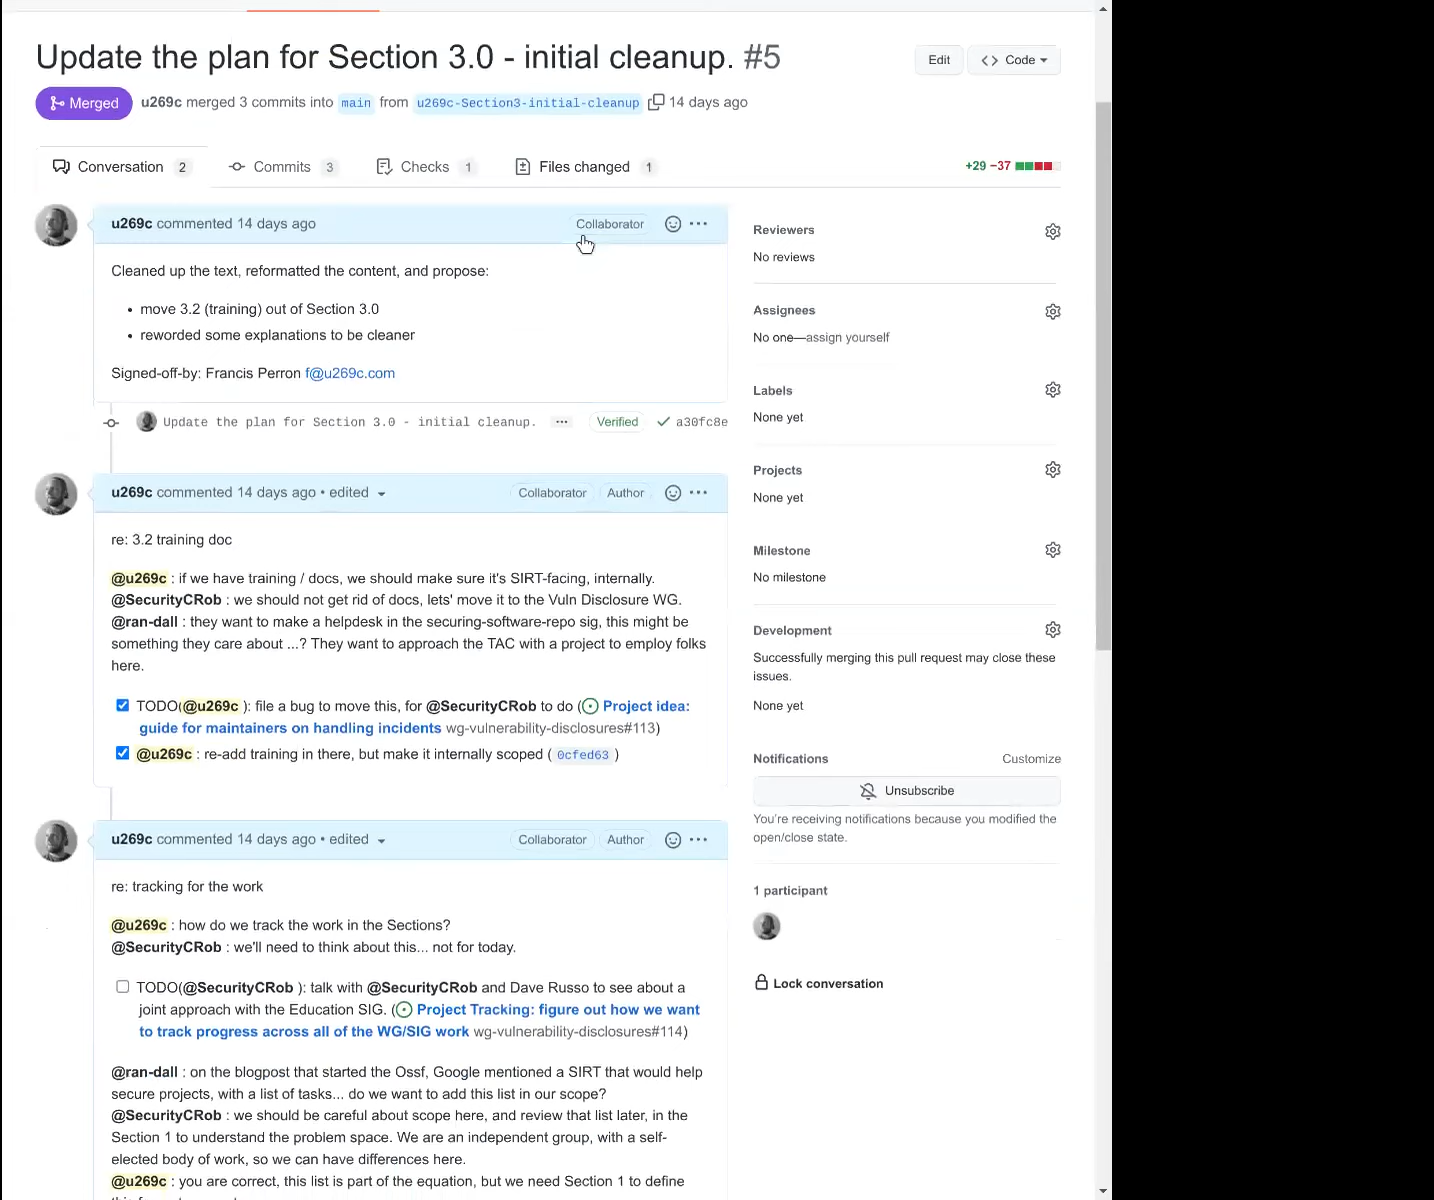 Update the plan for Section 3.0 - initial cleanup. #5
Edit
Code
Merged
u269c merged 3 commits into main from u269c-Section3-initial-cleanup 14 days ago
Conversation 2
Commits 3
Checks 1
Files changed 1
+29 −37
u269c commented 14 days ago
Collaborator
Cleaned up the text, reformatted the content, and propose:
• move 3.2 (training) out of Section 3.0
• reworded some explanations to be cleaner
Signed-off-by: Francis Perron f@u269c.com
Update the plan for Section 3.0 - initial cleanup. ... Verified a30fc8e
u269c commented 14 days ago • edited
Collaborator
Author
re: 3.2 training doc
@u269c : if we have training / docs, we should make sure it's SIRT-facing, internally.
@SecurityCRob : we should not get rid of docs, lets' move it to the Vuln Disclosure WG.
@ran-dall : they want to make a helpdesk in the securing-software-repo sig, this might be
something they care about ...? They want to approach the TAC with a project to employ folks
here.
TODO(@u269c ): file a bug to move this, for @SecurityCRob to do ( Project idea:
guide for maintainers on handling incidents wg-vulnerability-disclosures#113)
@u269c : re-add training in there, but make it internally scoped ( 0cfed63 )
u269c commented 14 days ago • edited
Collaborator
Author
re: tracking for the work
@u269c : how do we track the work in the Sections?
@SecurityCRob : we'll need to think about this... not for today.
TODO(@SecurityCRob ): talk with @SecurityCRob and Dave Russo to see about a
joint approach with the Education SIG. ( Project Tracking: figure out how we want
to track progress across all of the WG/SIG work wg-vulnerability-disclosures#114)
@ran-dall : on the blogpost that started the Ossf, Google mentioned a SIRT that would help
secure projects, with a list of tasks... do we want to add this list in our scope?
@SecurityCRob : we should be careful about scope here, and review that list later, in the
Section 1 to understand the problem space. We are an independent group, with a self-
elected body of work, so we can have differences here.
@u269c : you are correct, this list is part of the equation, but we need Section 1 to define
Reviewers
No reviews
Assignees
No one—assign yourself
Labels
None yet
Projects
None yet
Milestone
No milestone
Development
Successfully merging this pull request may close these
issues.
None yet
Notifications
Customize
Unsubscribe
You're receiving notifications because you modified the
open/close state.
1 participant
Lock conversation